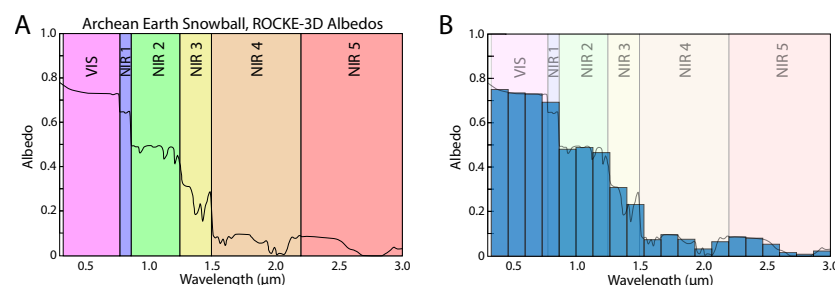 A
Archean Earth Snowball, ROCKE-3D Albedos
B
Albedo
1.0
0.8
0.6
0.4
0.2
0
VIS
NIR 1
NIR 2
NIR 3
NIR 4
NIR 5
0.5
1.0
1.5
2.0
2.5
3.0
Wavelength (μm)
Albedo
1.0
0.8
0.6
0.4
0.2
0
VIS
NIR 1
NIR 2
NIR 3
NIR 4
NIR 5
0.5
1.0
1.5
2.0
2.5
3.0
Wavelength (μm)